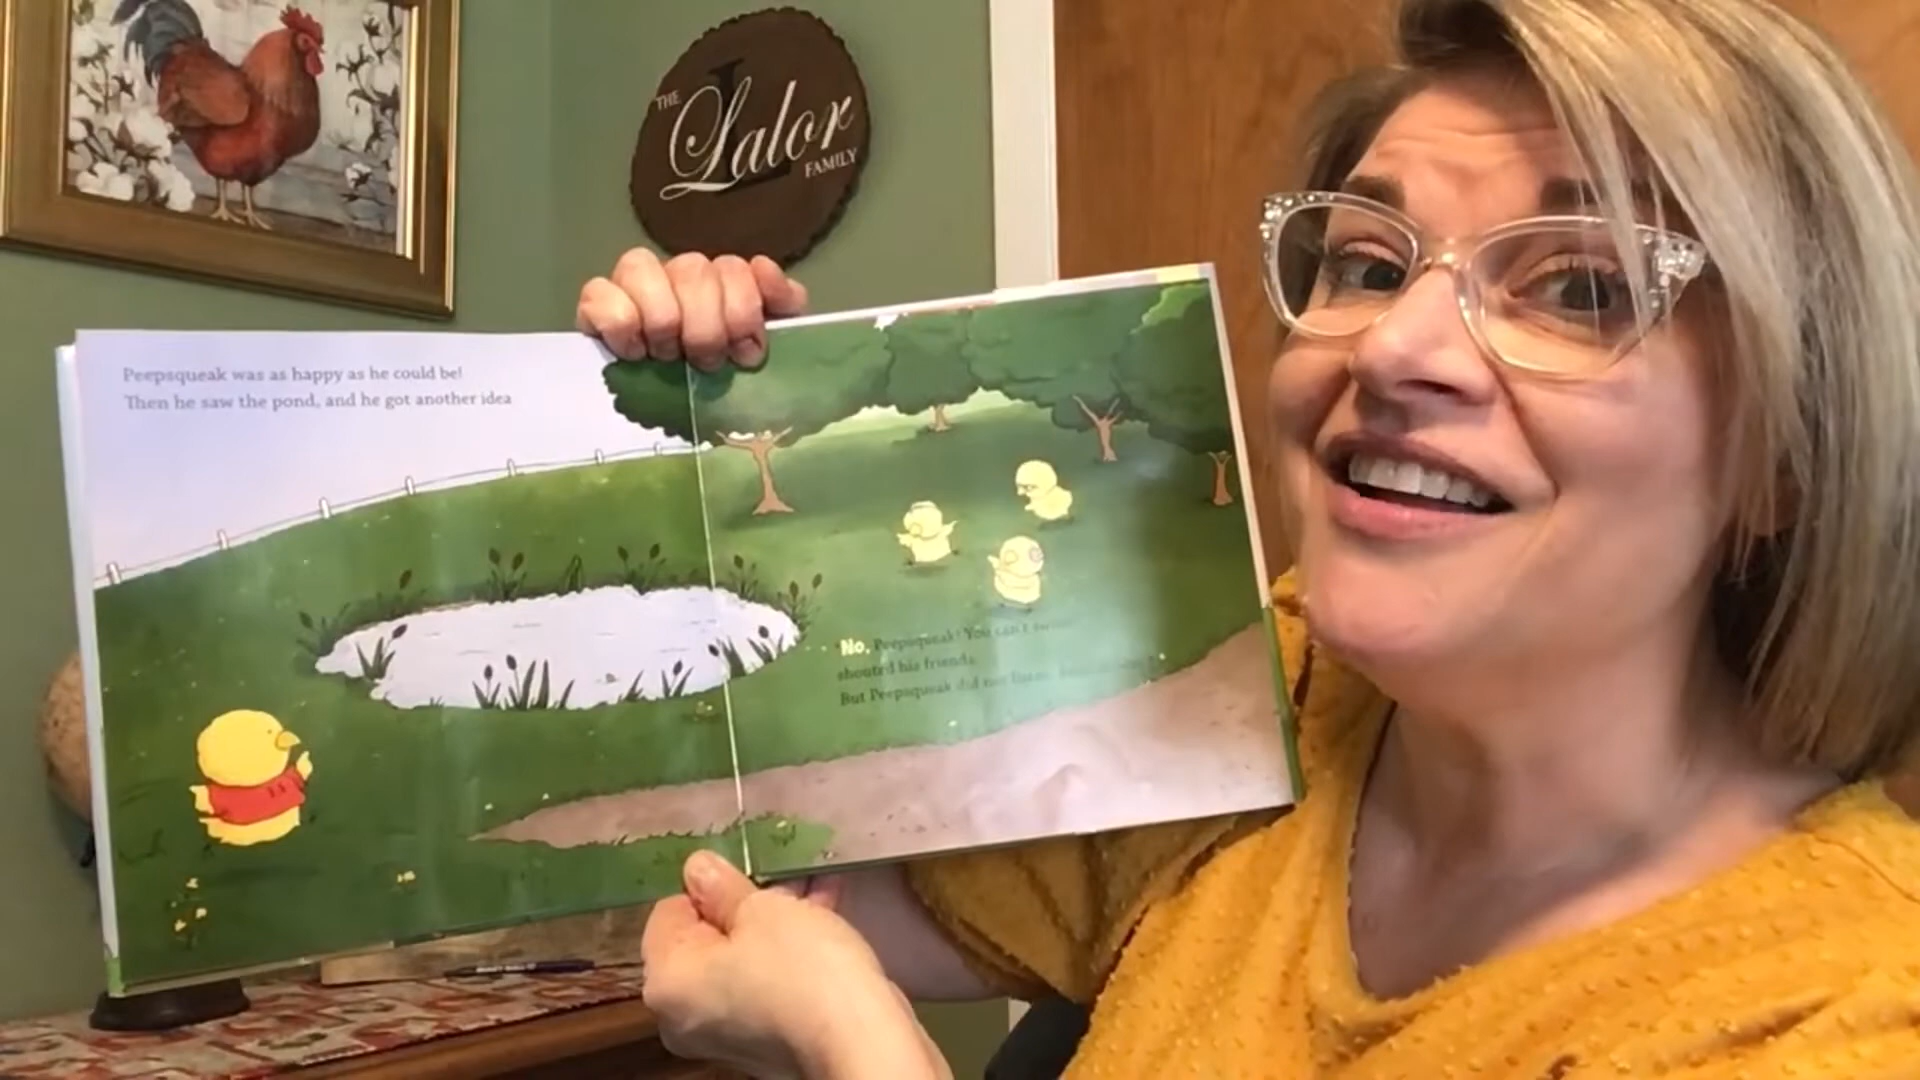 THE
L
Lalor
FAMILY
Peepsqueak was as happy as he could be!
Then he saw the pond, and he got another idea
"No, Peepsqueak! You can't
shouted his friends.
But Peepsqueak did not listen,